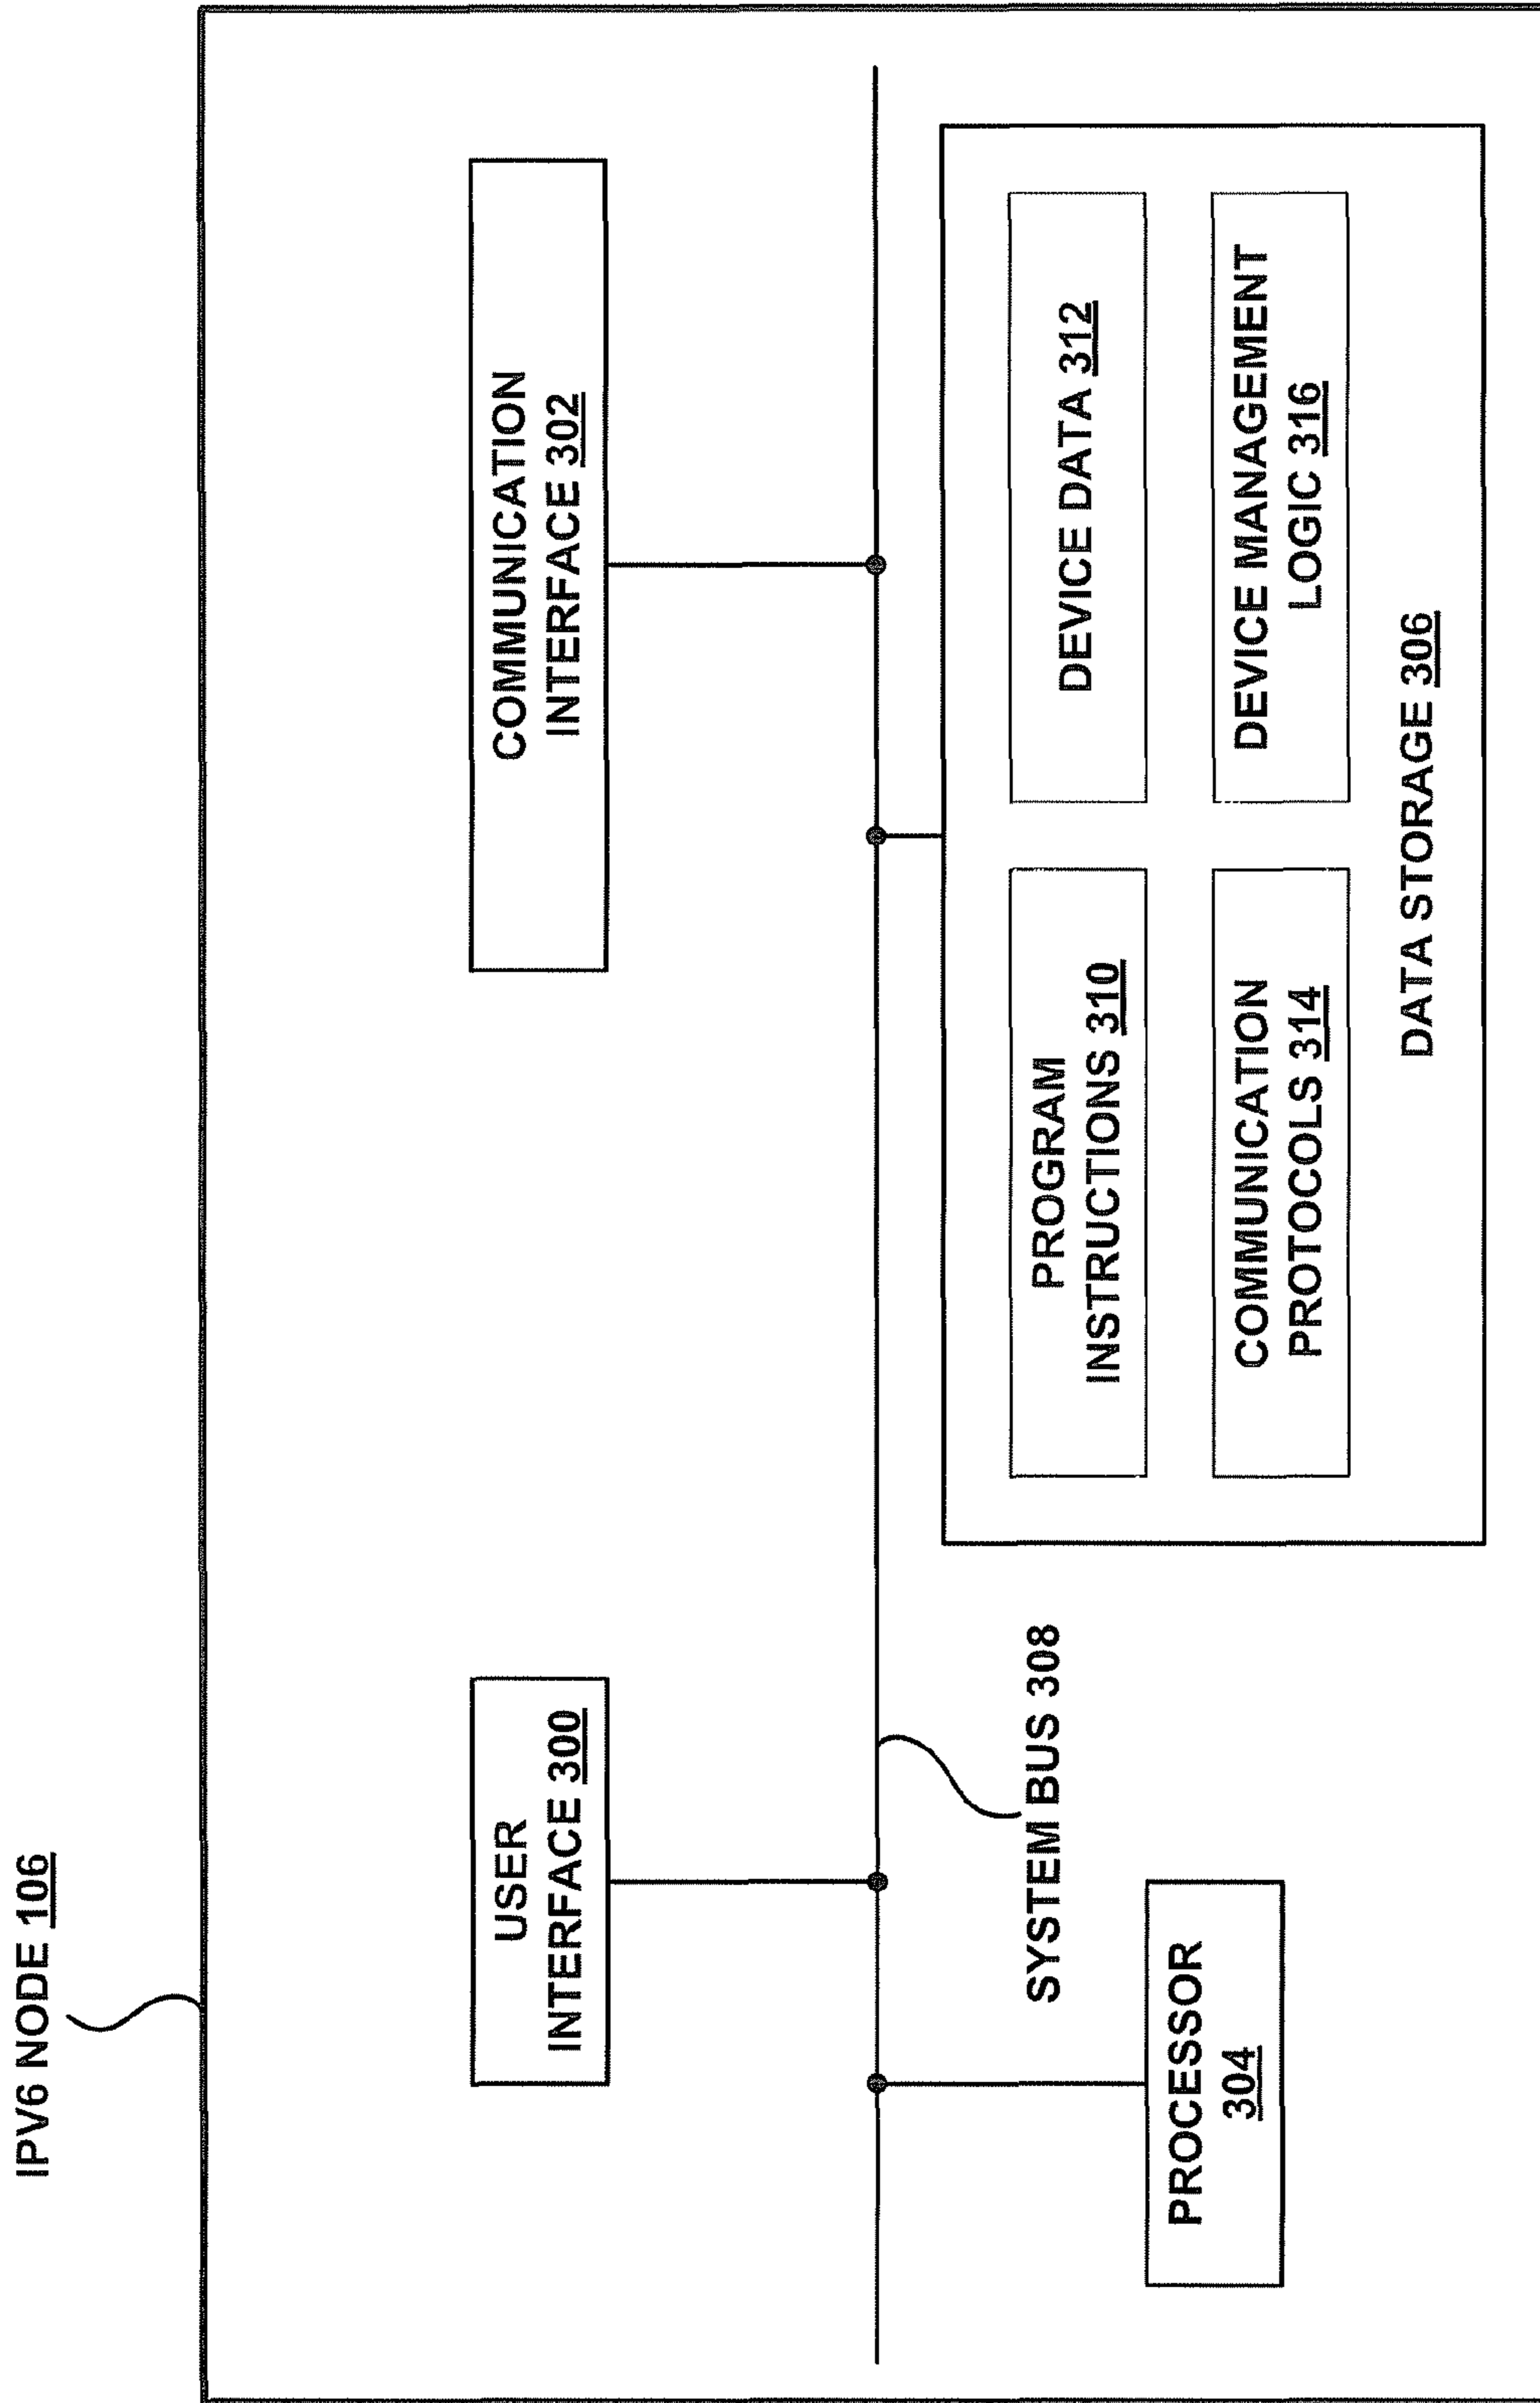 IPV6 NODE 106
USER
INTERFACE 300
COMMUNICATION
INTERFACE 302
SYSTEM BUS 308
PROCESSOR
304
PROGRAM
INSTRUCTIONS 310
DEVICE DATA 312
COMMUNICATION
PROTOCOLS 314
DEVICE MANAGEMENT
LOGIC 316
DATA STORAGE 306